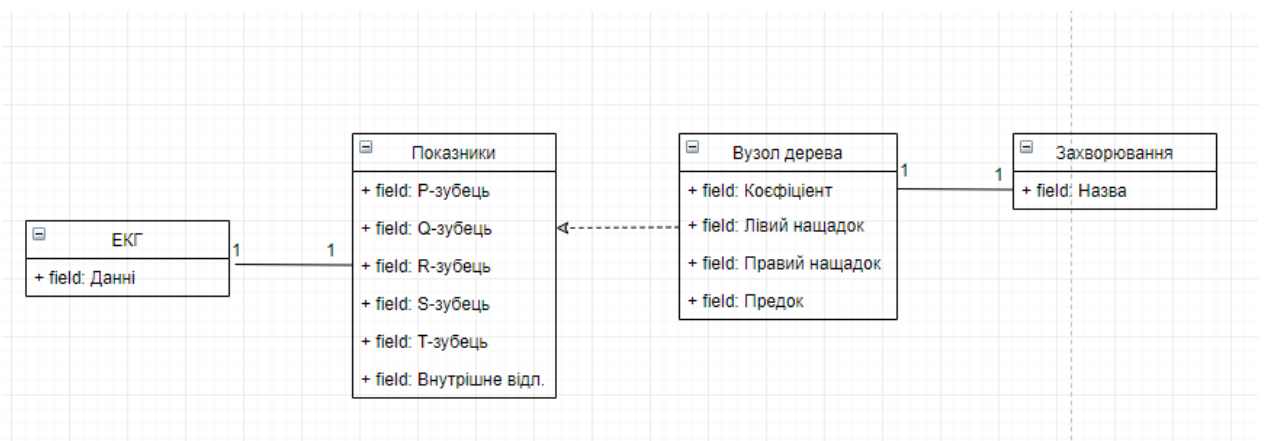 ЕКГ
+ field: Данні
1
1
Показники
+ field: P-зубець
+ field: Q-зубець
+ field: R-зубець
+ field: S-зубець
+ field: T-зубець
+ field: Внутрішне відл.
Вузол дерева
+ field: Коєфіціент
+ field: Лівий нащадок
+ field: Правий нащадок
+ field: Предок
1
1
Захворювання
+ field: Назва